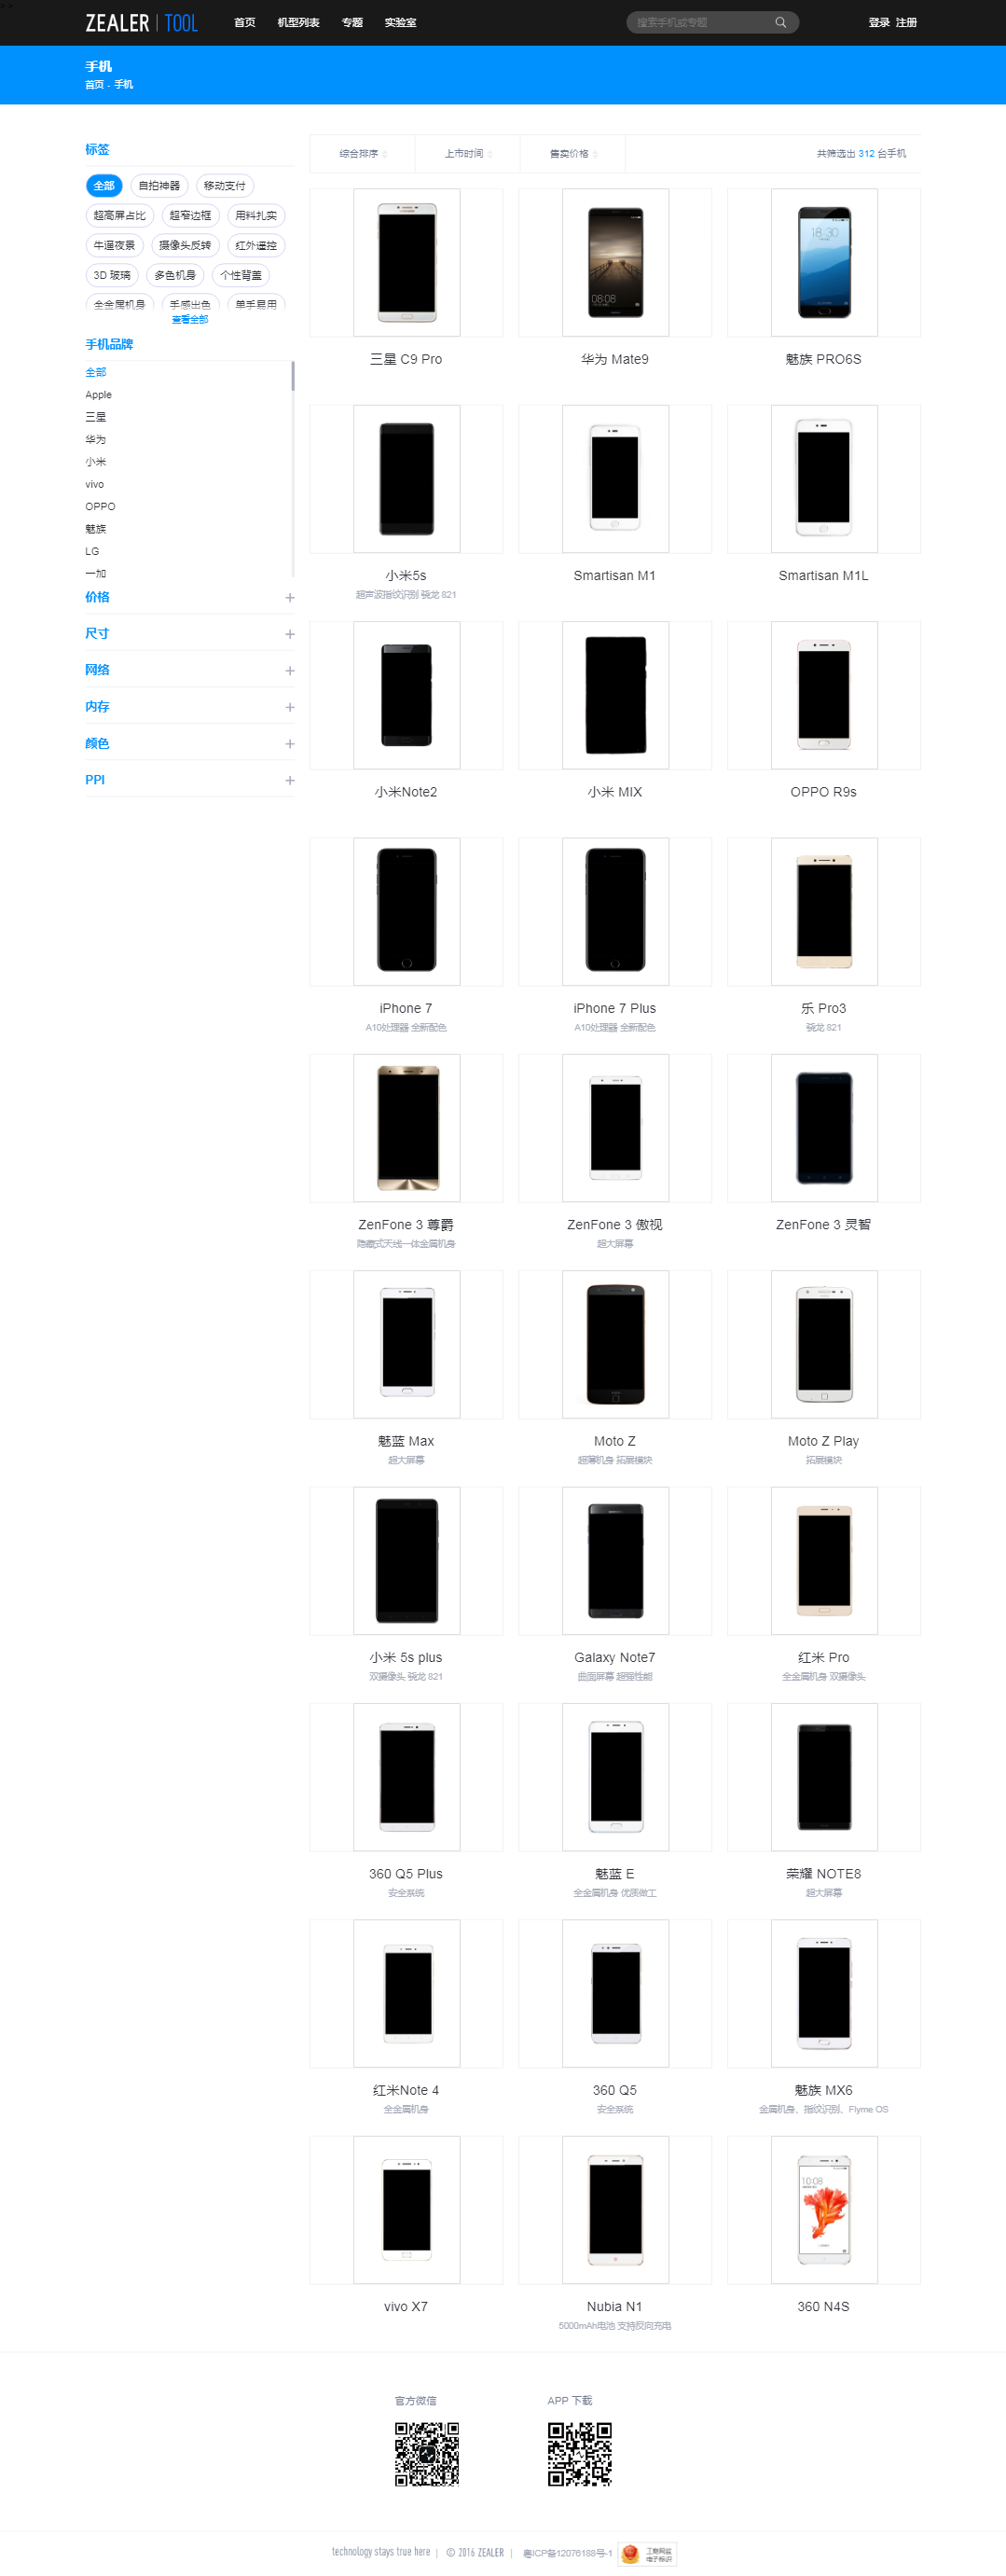 ZEALER | TOOL 首页 机型列表 专题 实验室 搜索手机或专题 登录 注册
手机
首页 - 手机
标签
全部 自拍神器 移动支付
超高屏占比 超窄边框 用料扎实
牛逼夜景 摄像头反转 红外遥控
3D 玻璃 多色机身 个性背盖
全金属机身 手感出色 单手易用
查看全部
手机品牌
全部
Apple
三星
华为
小米
vivo
OPPO
魅族
LG
一加
价格
尺寸
网络
内存
颜色
PPI
综合排序 上市时间 售卖价格 共筛选出 312 台手机
08:08
18:30
三星 C9 Pro 华为 Mate9 魅族 PRO6S
小米5s Smartisan M1 Smartisan M1L
超声波指纹识别 骁龙 821
小米Note2 小米 MIX OPPO R9s
iPhone 7 iPhone 7 Plus 乐 Pro3
A10处理器 全新配色 A10处理器 全新配色 骁龙 821
ZenFone 3 尊爵 ZenFone 3 傲视 ZenFone 3 灵智
隐藏式天线一体金属机身 超大屏幕
魅蓝 Max Moto Z Moto Z Play
超大屏幕 超薄机身 拓展模块 拓展模块
小米 5s plus Galaxy Note7 红米 Pro
双摄像头 骁龙 821 曲面屏幕 超强性能 全金属机身 双摄像头
360 Q5 Plus 魅蓝 E 荣耀 NOTE8
安全系统 全金属机身 优质做工 超大屏幕
红米Note 4 360 Q5 魅族 MX6
全金属机身 安全系统 金属机身、指纹识别、Flyme OS
10:08
vivo X7 Nubia N1 360 N4S
5000mAh电池 支持反向充电
官方微信 APP 下载
technology stays true here | © 2016 ZEALER | 粤ICP备12076188号-1 工商网监
电子标识